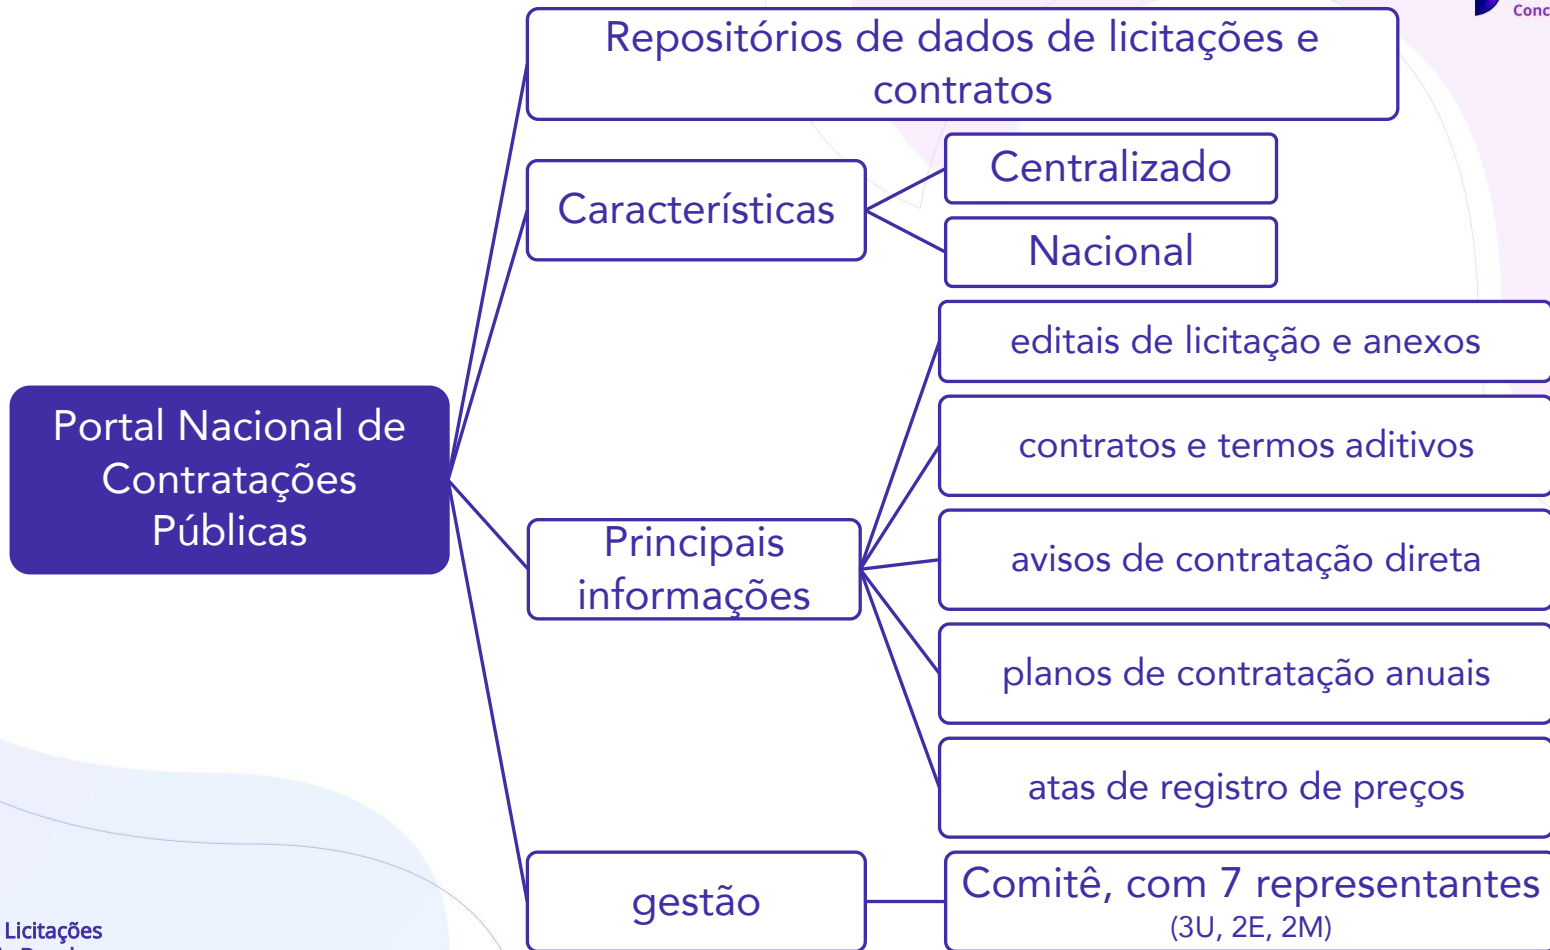 Conc
Repositórios de dados de licitações e
contratos
Características
Centralizado
Nacional
Portal Nacional de
Contratações
Públicas
Principais
informações
editais de licitação e anexos
contratos e termos aditivos
avisos de contratação direta
planos de contratação anuais
atas de registro de preços
gestão
Comitê, com 7 representantes
(3U, 2E, 2M)
Licitações